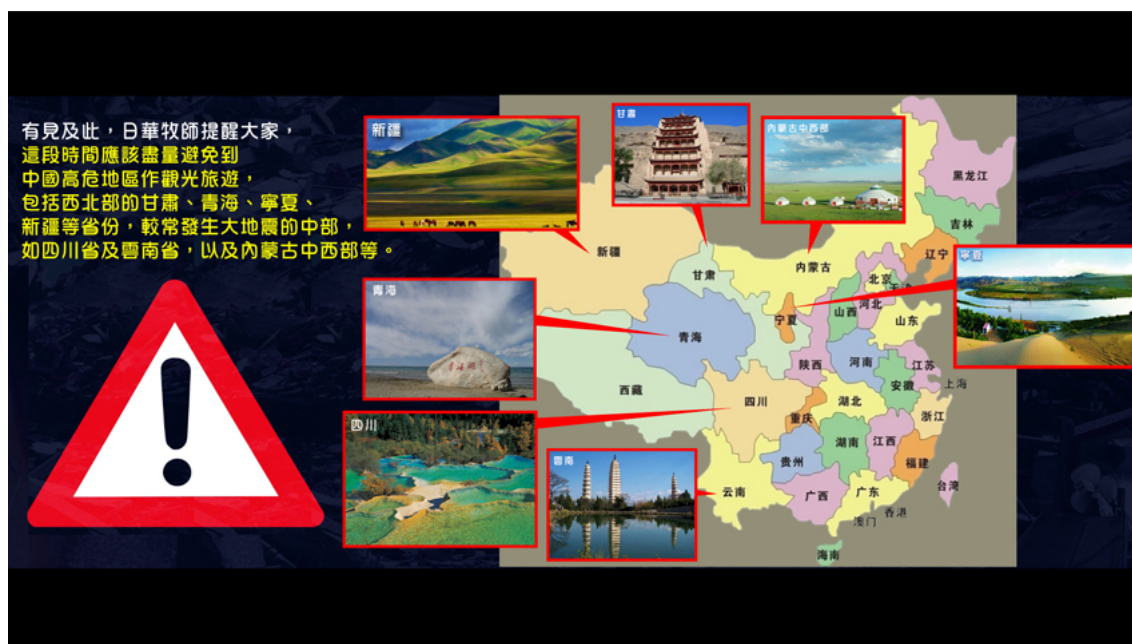 有見及此，日華牧師提醒大家，
這段時間應該盡量避免到
中國高危地區作觀光旅遊，
包括西北部的甘肅、青海、寧夏、
新疆等省份，較常發生大地震的中部，
如四川省及雲南省，以及內蒙古中西部等。
新疆
甘肅
內蒙古中西部
寧夏
青海
青海湖
四川
雲南
黑龙江
吉林
辽宁
新疆
甘肃
内蒙古
北京
天津
河北
山西
山东
宁夏
青海
陕西
河南
江苏
西藏
安徽
上海
四川
湖北
重庆
浙江
湖南
江西
贵州
福建
云南
广西
广东
台湾
香港
澳门
海南